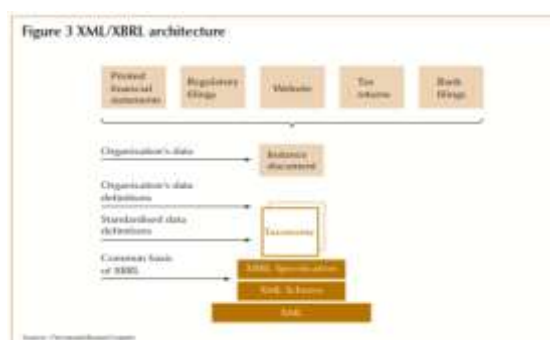 Figure 3 XML/XBRL architecture
Printed
financial
statements
Regulatory
filings
Website
Tax
returns
Bank
filings
Organisation's data
Instance
document
Organisation's data
definitions
Standardised data
definitions
Taxonomy
Common basis
of XBRL
XBRL Specification
XML Schema
XML